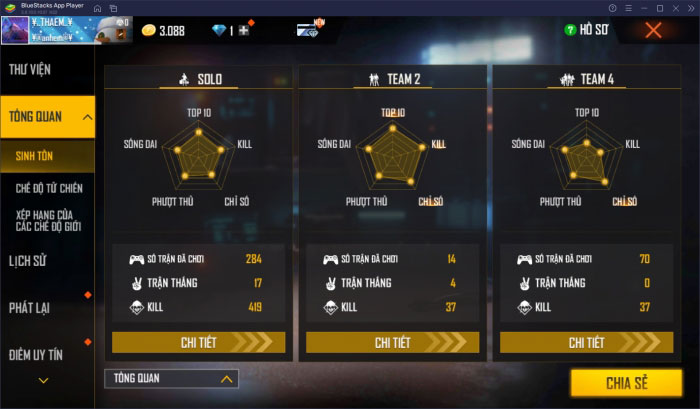 BlueStacks App Player
¥.THAEM.¥
¥@anhem@¥
0
3.088
1
NEW
HỒ SƠ
THƯ VIỆN
TỔNG QUAN
SINH TỒN
CHẾ ĐỘ TỬ CHIẾN
XẾP HẠNG CỦA
CÁC CHẾ ĐỘ GIỚI
LỊCH SỬ
PHÁT LẠI
ĐIỂM UY TÍN
SOLO
TOP 10
SỐNG DAI
KILL
PHƯỢT THỦ
CHỈ SỐ
SỐ TRẬN ĐÃ CHƠI 284
TRẬN THẮNG 17
KILL 419
CHI TIẾT
TEAM 2
TOP 10
SỐNG DAI
KILL
PHƯỢT THỦ
CHỈ SỐ
SỐ TRẬN ĐÃ CHƠI 14
TRẬN THẮNG 4
KILL 37
CHI TIẾT
TEAM 4
TOP 10
SỐNG DAI
KILL
PHƯỢT THỦ
CHỈ SỐ
SỐ TRẬN ĐÃ CHƠI 70
TRẬN THẮNG 0
KILL 37
CHI TIẾT
TỔNG QUAN
CHIA SẺ